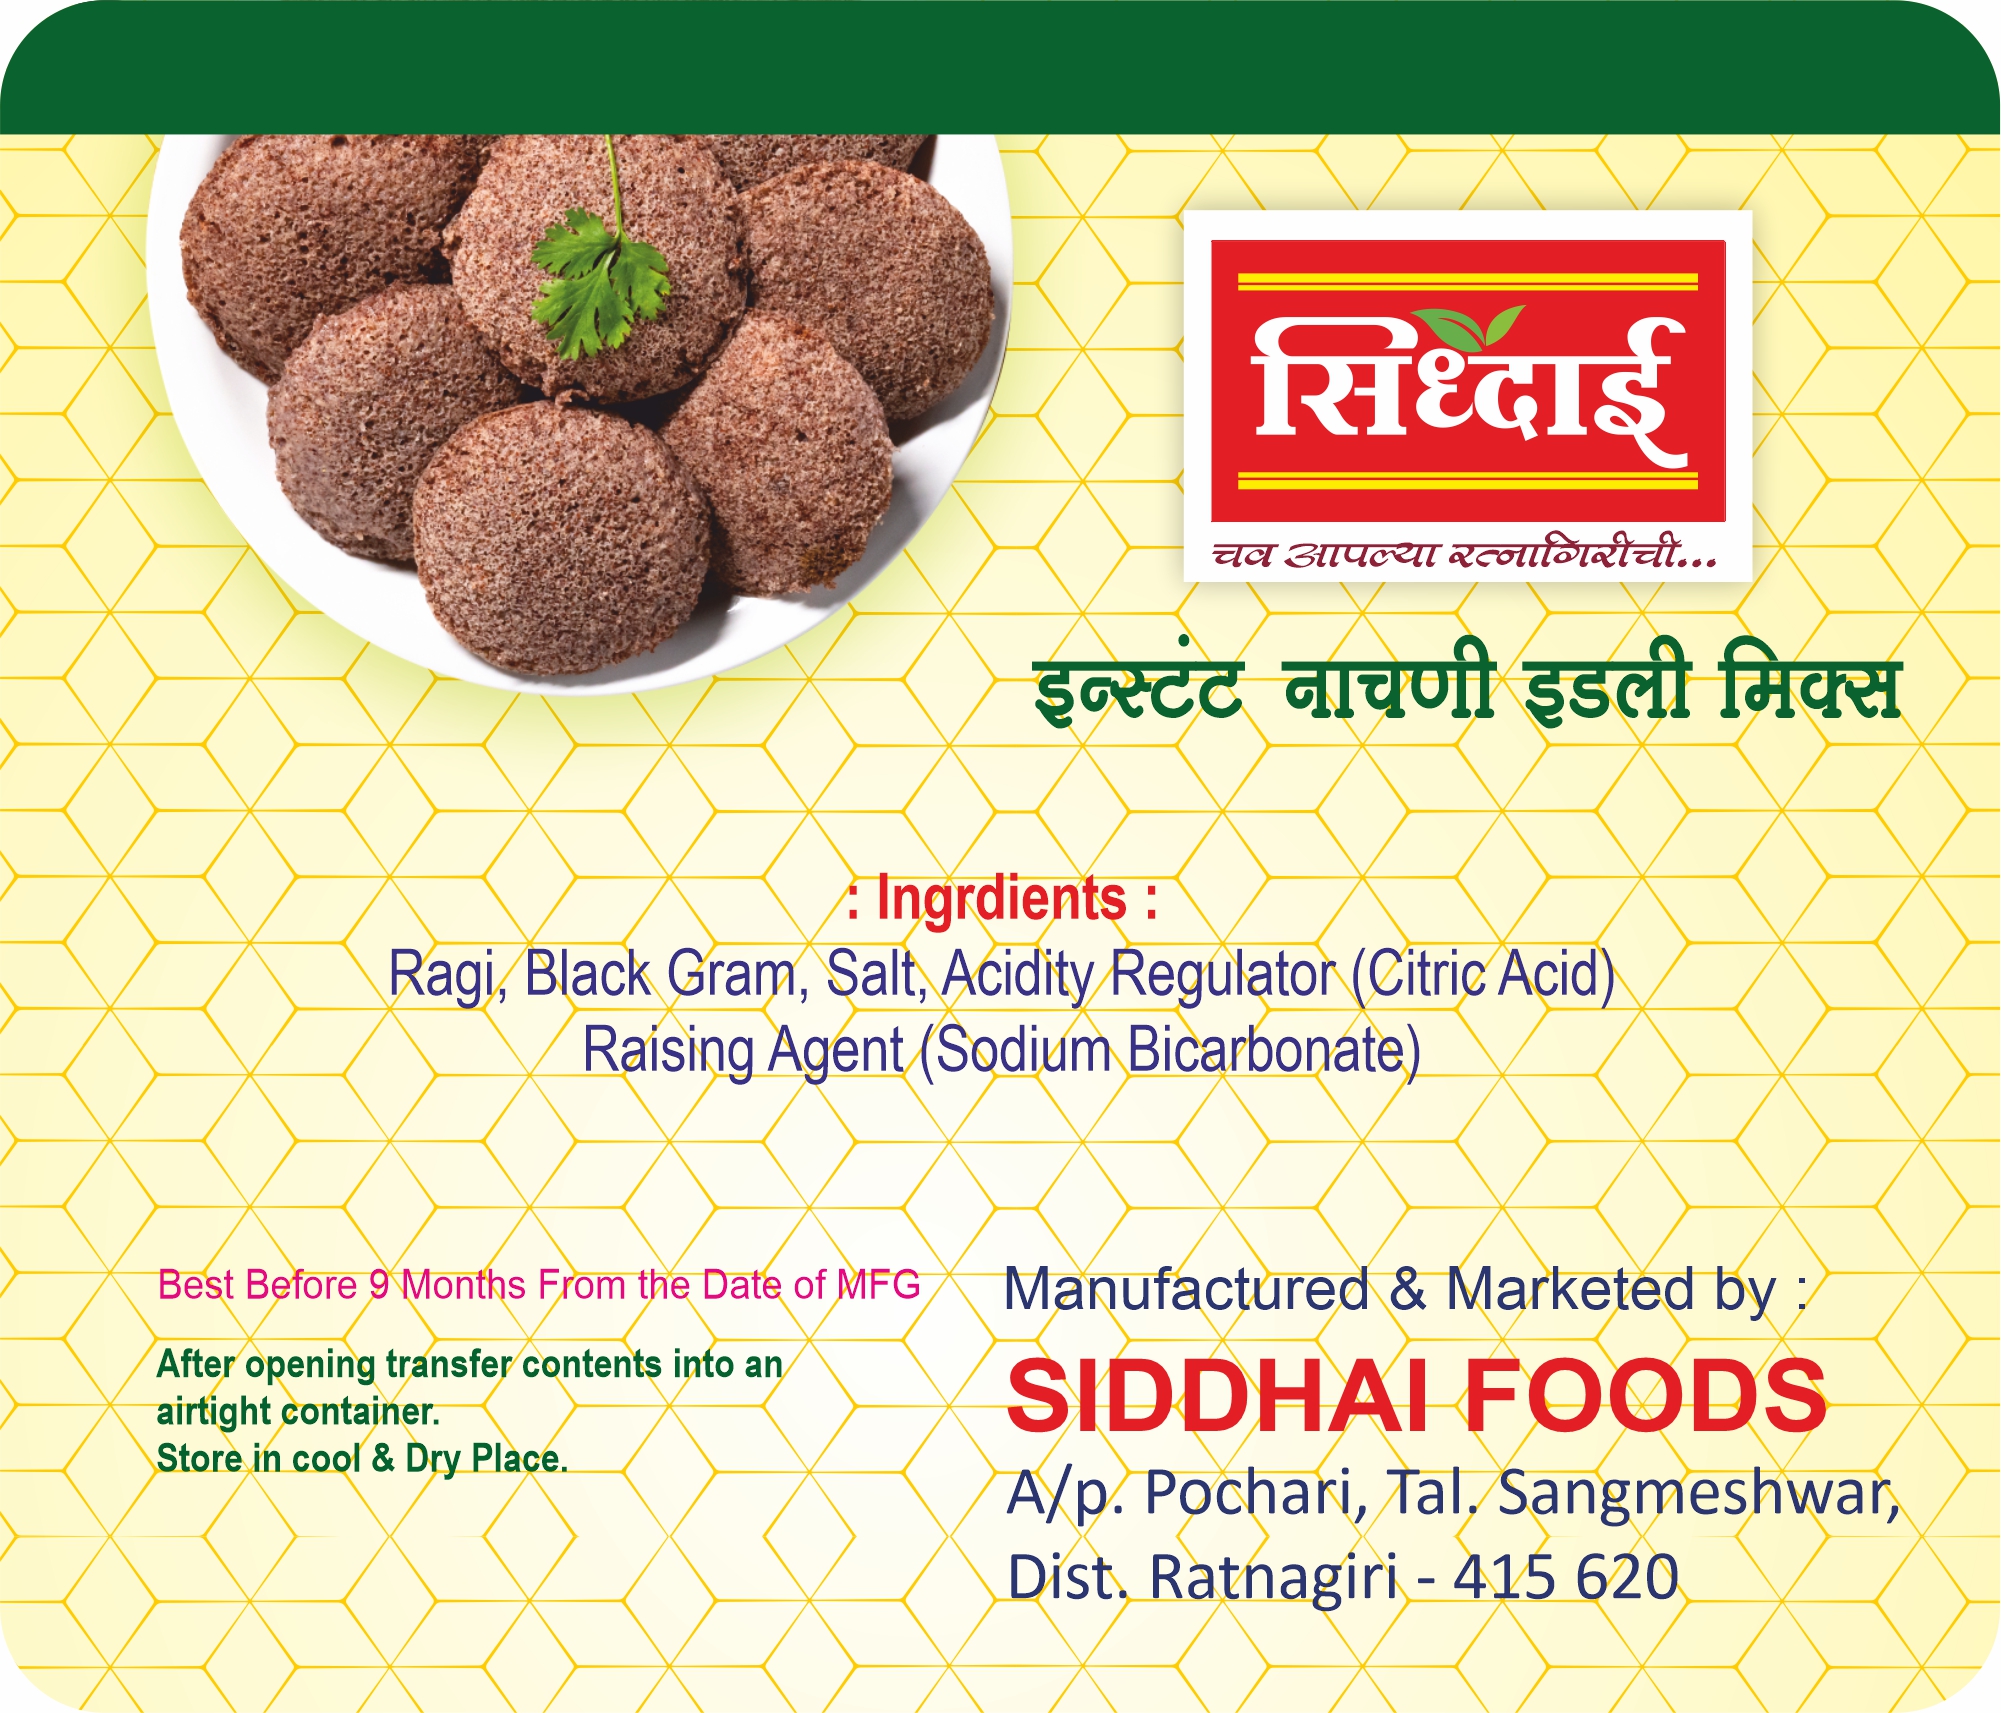 सिध्दाई
चव आपल्या रत्नागिरीची...
इन्स्टंट नाचणी इडली मिक्स
: Ingrdients :
Ragi, Black Gram, Salt, Acidity Regulator (Citric Acid)
Raising Agent (Sodium Bicarbonate)
Best Before 9 Months From the Date of MFG
After opening transfer contents into an
airtight container.
Store in cool & Dry Place.
Manufactured & Marketed by :
SIDDHAI FOODS
A/p. Pochari, Tal. Sangmeshwar,
Dist. Ratnagiri - 415 620